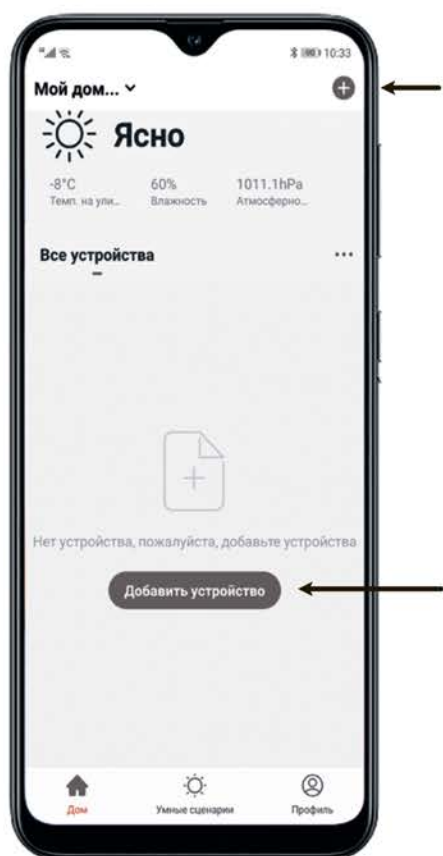 10:33
Мой дом...
Ясно
-8°C 60% 1011.1hPa
Темп. на ули... Влажность Атмосферно...
Все устройства
Нет устройства, пожалуйста, добавьте устройства
Добавить устройство
Дом Умные сценарии Профиль